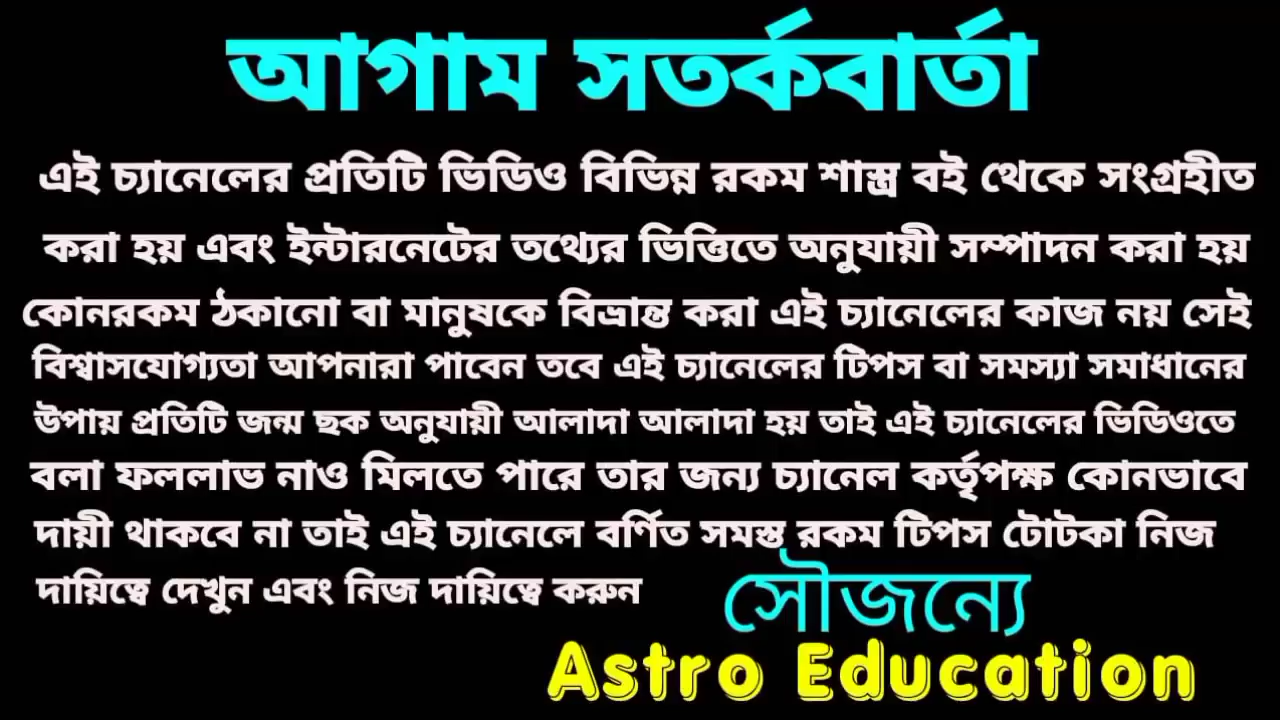 আগাম সতর্কবার্তা
এই চ্যানেলের প্রতিটি ভিডিও বিভিন্ন রকম শাস্ত্র বই থেকে সংগ্রহীত
করা হয় এবং ইন্টারনেটের তথ্যের ভিত্তিতে অনুযায়ী সম্পাদন করা হয়
কোনরকম ঠকানো বা মানুষকে বিভ্রান্ত করা এই চ্যানেলের কাজ নয় সেই
বিশ্বাসযোগ্যতা আপনারা পাবেন তবে এই চ্যানেলের টিপস বা সমস্যা সমাধানের
উপায় প্রতিটি জন্ম ছক অনুযায়ী আলাদা আলাদা হয় তাই এই চ্যানেলের ভিডিওতে
বলা ফললাভ নাও মিলতে পারে তার জন্য চ্যানেল কর্তৃপক্ষ কোনভাবে
দায়ী থাকবে না তাই এই চ্যানেলে বর্ণিত সমস্ত রকম টিপস টোটকা নিজ
দায়িত্বে দেখুন এবং নিজ দায়িত্বে করুন
সৌজন্যে
Astro Education